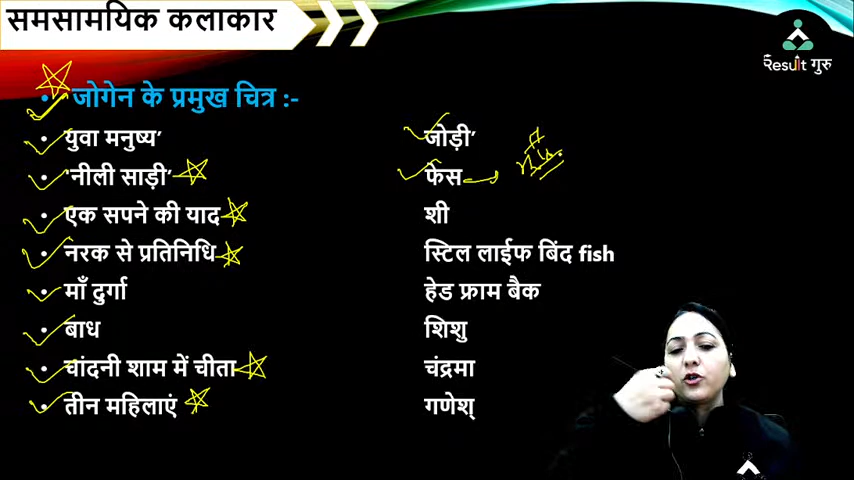 समसामयिक कलाकार
Result गुरु
जोगेन के प्रमुख चित्र :-
युवा मनुष्य’
'नीली साड़ी’
एक सपने की याद
नरक से प्रतिनिधि
माँ दुर्गा
बाध
चांदनी शाम में चीता
तीन महिलाएं
जोड़ी’
फेस
शी
स्टिल लाईफ बिंद fish
हेड फ्राम बैक
शिशु
चंद्रमा
गणेश्